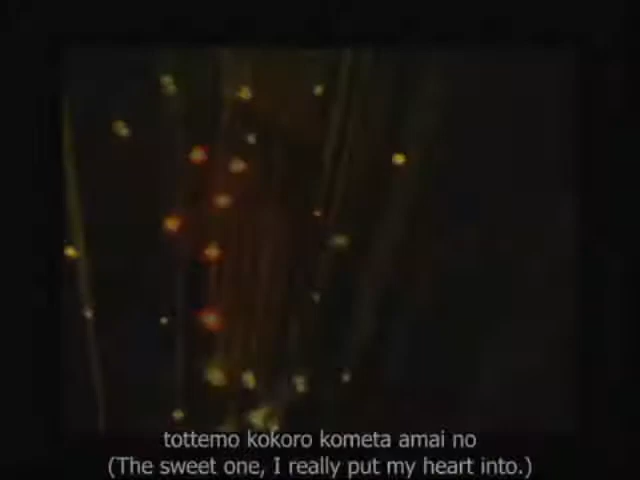 tottemo kokoro kometa amai no
(The sweet one, I really put my heart into.)